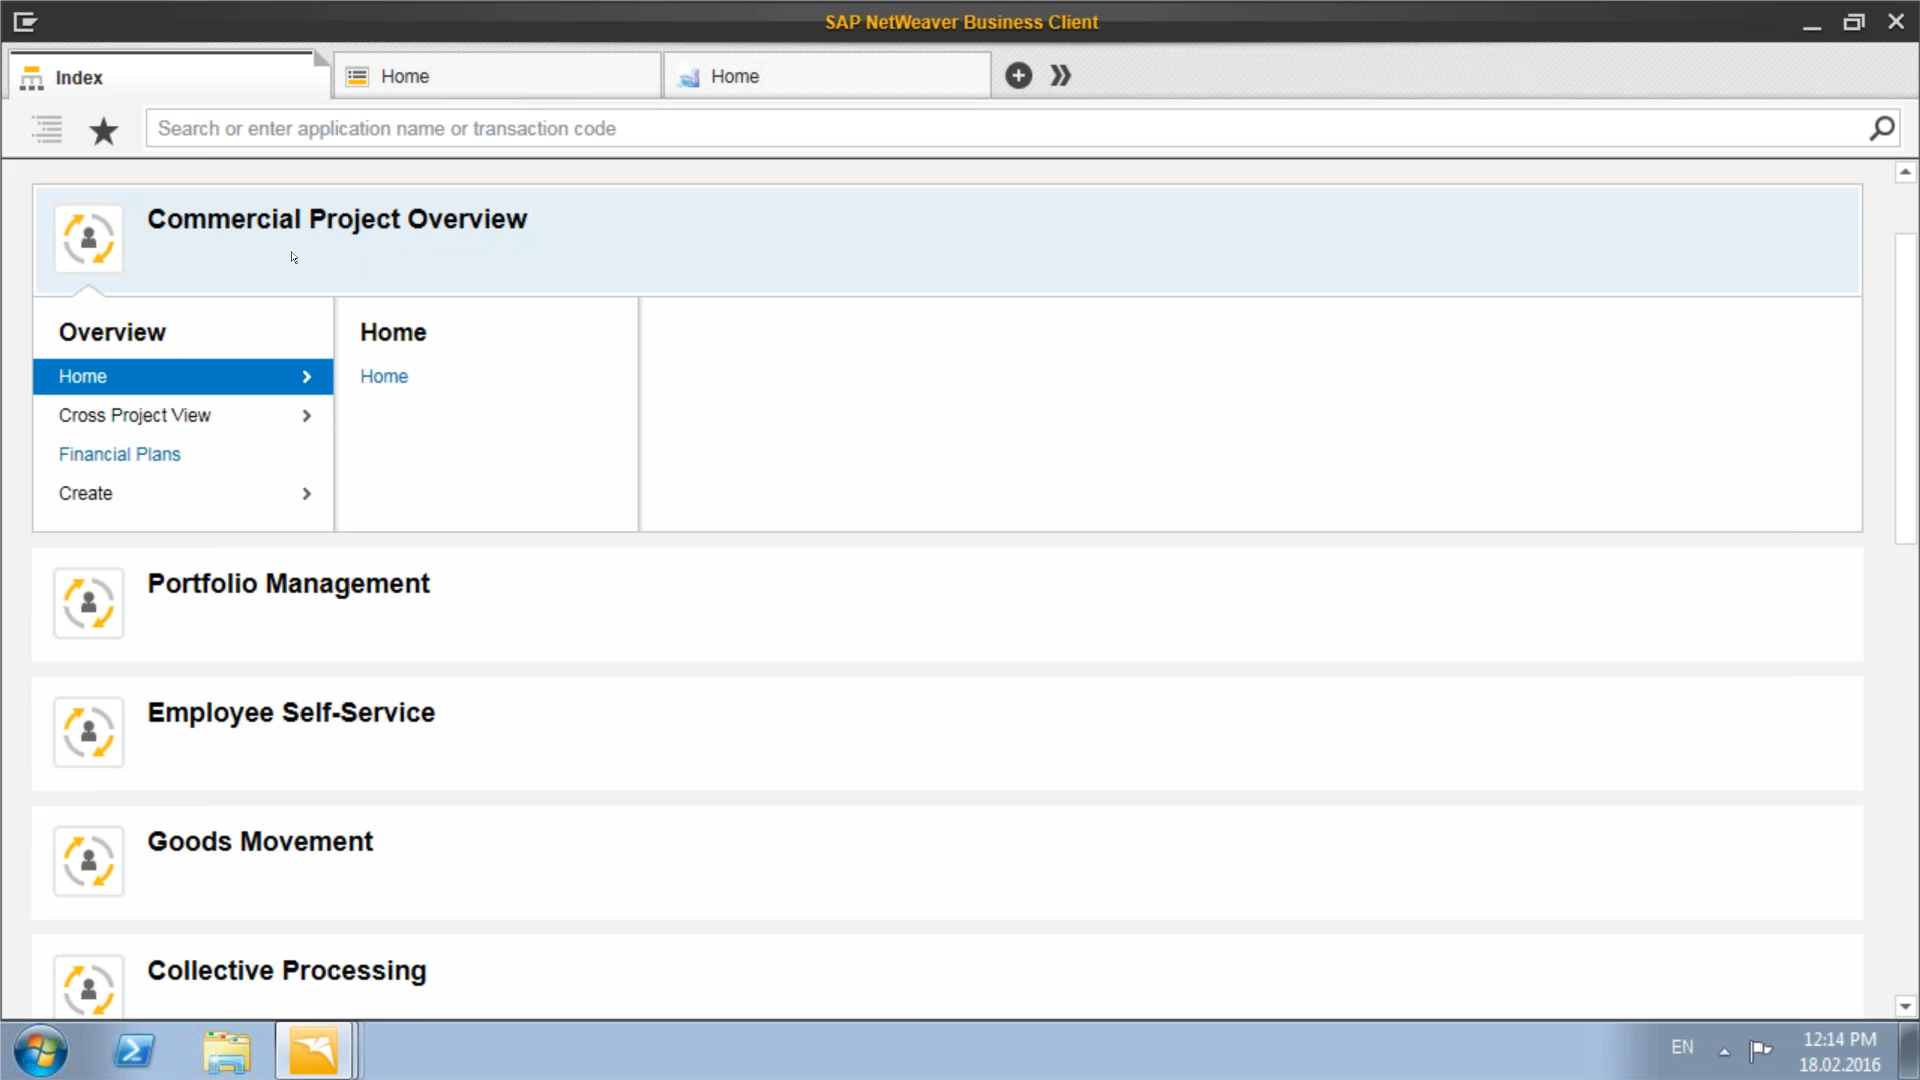 SAP NetWeaver Business Client
Index
Home
Home
Search or enter application name or transaction code
Commercial Project Overview
Overview
Home
Cross Project View
Financial Plans
Create
Home
Home
Portfolio Management
Employee Self-Service
Goods Movement
Collective Processing
EN
12:14 PM
18.02.2016